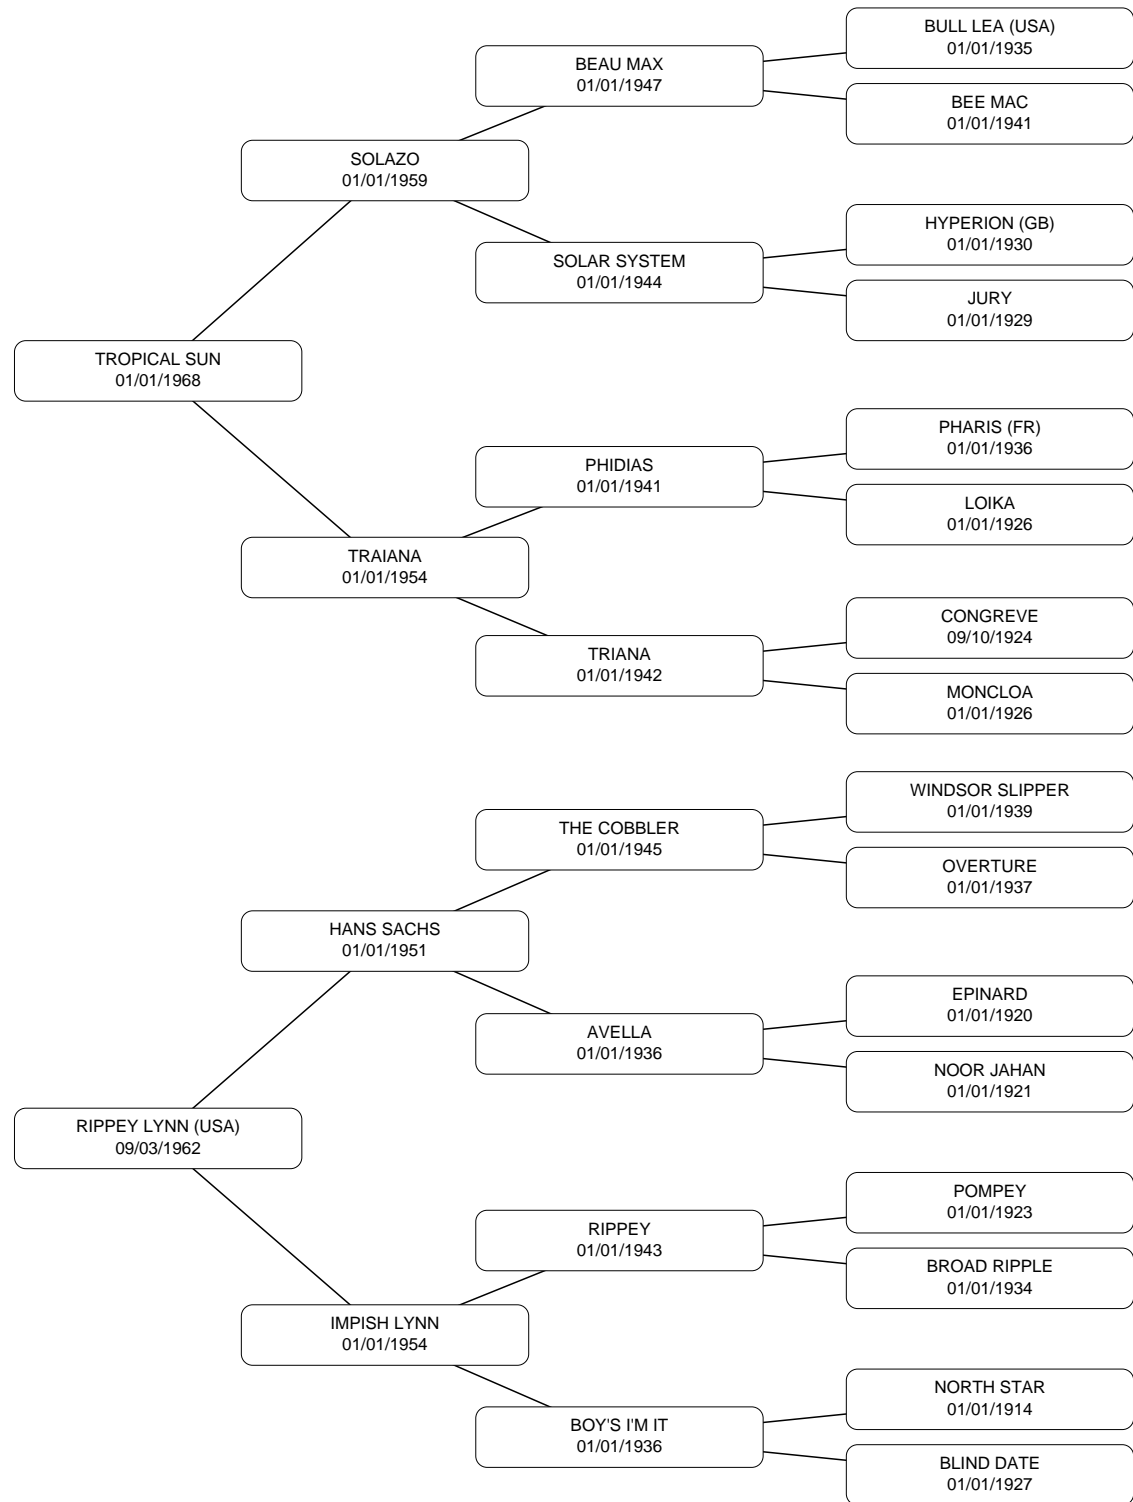 BULL LEA (USA)
01/01/1935
BEAU MAX
01/01/1947
BEE MAC
01/01/1941
SOLAZO
01/01/1959
HYPERION (GB)
01/01/1930
SOLAR SYSTEM
01/01/1944
JURY
01/01/1929
TROPICAL SUN
01/01/1968
PHARIS (FR)
01/01/1936
PHIDIAS
01/01/1941
LOIKA
01/01/1926
TRAIANA
01/01/1954
CONGREVE
09/10/1924
TRIANA
01/01/1942
MONCLOA
01/01/1926
WINDSOR SLIPPER
01/01/1939
THE COBBLER
01/01/1945
OVERTURE
01/01/1937
HANS SACHS
01/01/1951
EPINARD
01/01/1920
AVELLA
01/01/1936
NOOR JAHAN
01/01/1921
RIPPEY LYNN (USA)
09/03/1962
POMPEY
01/01/1923
RIPPEY
01/01/1943
BROAD RIPPLE
01/01/1934
IMPISH LYNN
01/01/1954
NORTH STAR
01/01/1914
BOY'S I'M IT
01/01/1936
BLIND DATE
01/01/1927